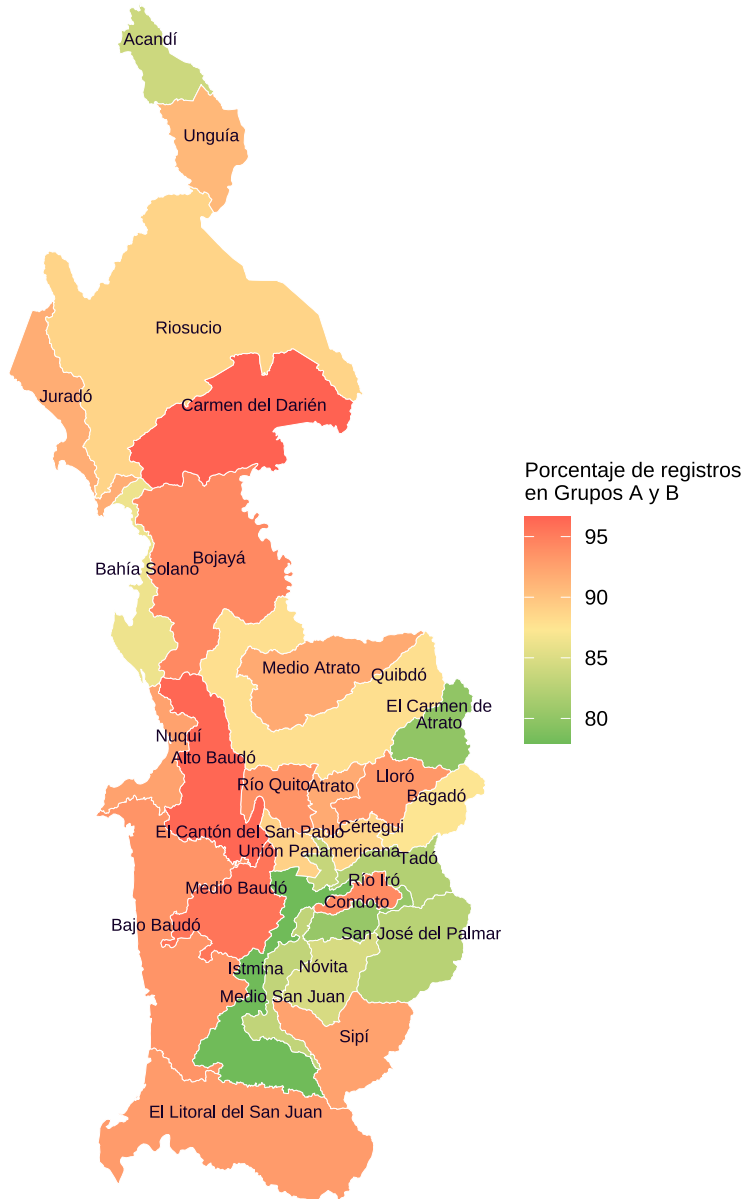 Acandí
Unguía
Riosucio
Juradó
Carmen del Darién
Porcentaje de registros
en Grupos A y B
95
90
85
80
Bojayá
Bahía Solano
Medio Atrato
Quibdó
El Carmen de
Atrato
Nuquí
Alto Baudó
Lloró
Río Quito
Atrato
Bagadó
El Cantón del San Pablo
Cértegui
Unión Panamericana
Tadó
Río Iró
Medio Baudó
Condoto
Bajo Baudó
San José del Palmar
Istmina
Nóvita
Medio San Juan
Sipí
El Litoral del San Juan